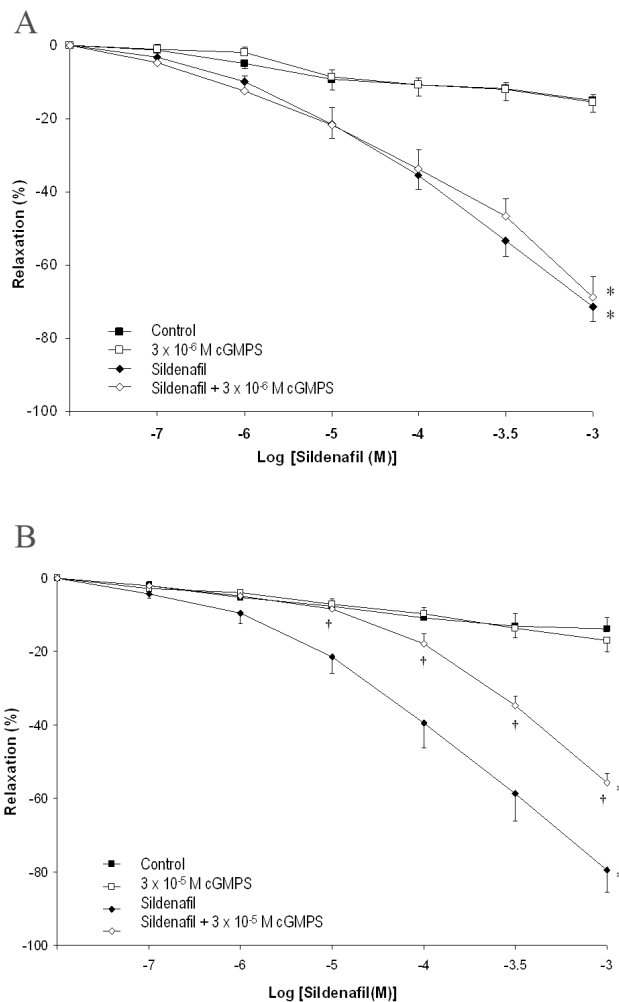 A
0
-20
-40
-60
-80
-100
Relaxation (%)
*
*
Control
3 x 10⁻⁶ M cGMPS
Sildenafil
Sildenafil + 3 x 10⁻⁶ M cGMPS
-7 -6 -5 -4 -3.5 -3
Log [Sildenafil (M)]
B
0
-20
-40
-60
-80
-100
Relaxation (%)
†
†
†
†
*
*
Control
3 x 10⁻⁵ M cGMPS
Sildenafil
Sildenafil + 3 x 10⁻⁵ M cGMPS
-7 -6 -5 -4 -3.5 -3
Log [Sildenafil(M)]